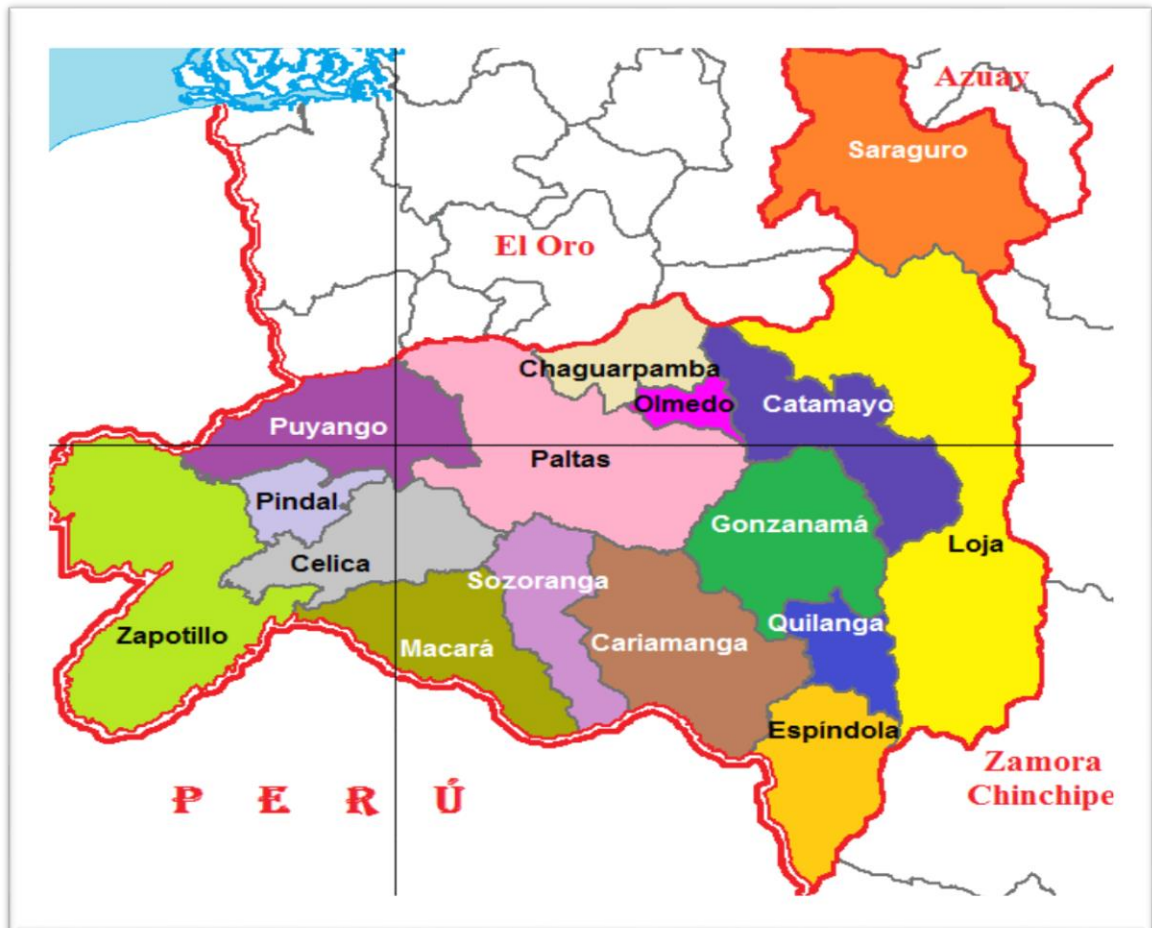 Azuay
Saraguro
El Oro
Chaguarpamba
Olmedo
Catamayo
Puyango
Paltas
Pindal
Gonzanamá
Loja
Celica
Sozoranga
Zapotillo
Quilanga
Macará
Cariamanga
Espíndola
Zamora
Chinchipe
PERÚ